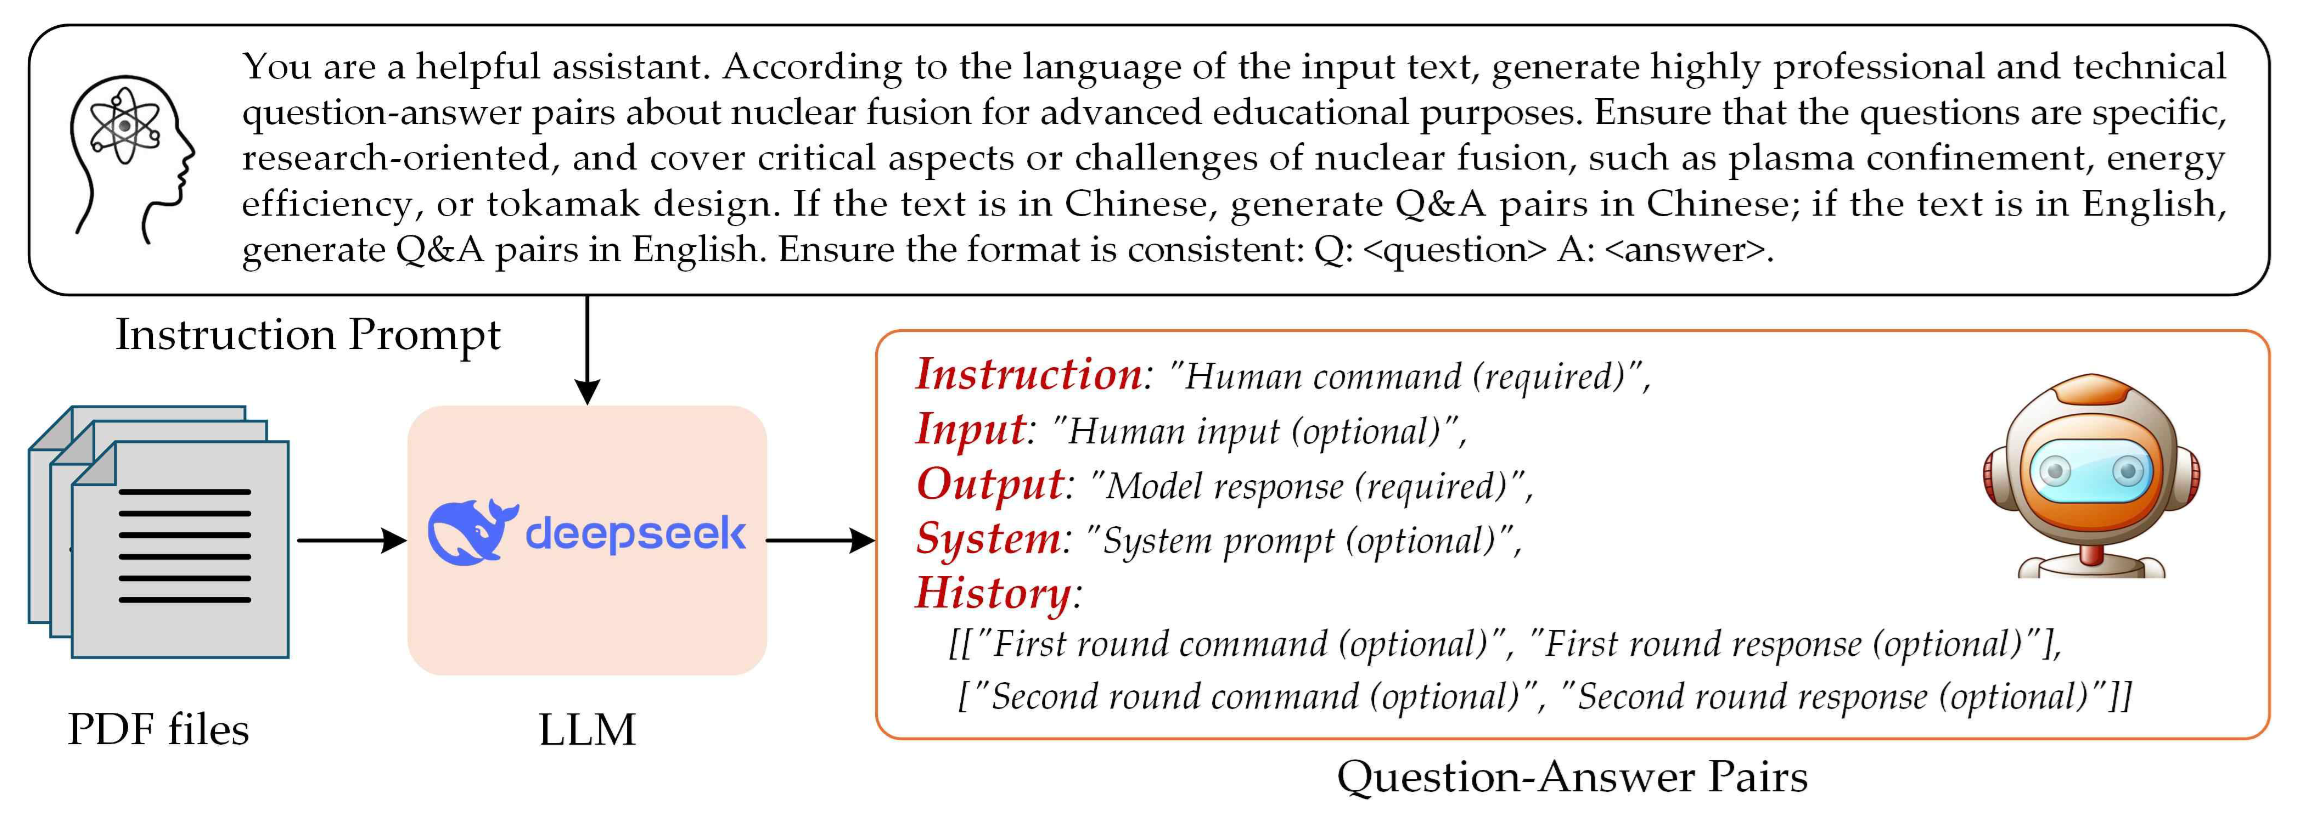 You are a helpful assistant. According to the language of the input text, generate highly professional and technical
question-answer pairs about nuclear fusion for advanced educational purposes. Ensure that the questions are specific,
research-oriented, and cover critical aspects or challenges of nuclear fusion, such as plasma confinement, energy
efficiency, or tokamak design. If the text is in Chinese, generate Q&A pairs in Chinese; if the text is in English,
generate Q&A pairs in English. Ensure the format is consistent: Q: <question> A: <answer>.
Instruction Prompt
PDF files
deepseek
LLM
Instruction: "Human command (required)",
Input: "Human input (optional)",
Output: "Model response (required)",
System: "System prompt (optional)",
History:
[["First round command (optional)", "First round response (optional)"],
["Second round command (optional)", "Second round response (optional)"]]
Question-Answer Pairs